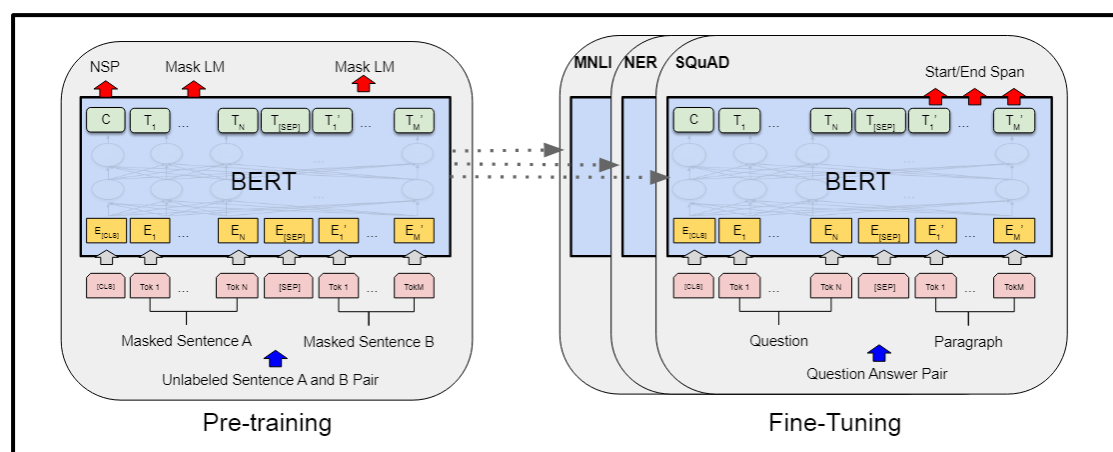 MNLI NER SQuAD
NSP Mask LM Mask LM
Start/End Span
C T1 ... TN T[SEP] T1' ... TM'
C T1 ... TN T[SEP] T1' ... TM'
...
...
...
...
BERT
BERT
E[CLS] E1 ... EN E[SEP] E1' ... EM'
E[CLS] E1 ... EN E[SEP] E1' ... EM'
[CLS] Tok 1 ... Tok N [SEP] Tok 1 ... TokM
[CLS] Tok 1 ... Tok N [SEP] Tok 1 ... TokM
Masked Sentence A Masked Sentence B
Question Paragraph
Unlabeled Sentence A and B Pair
Question Answer Pair
Pre-training
Fine-Tuning